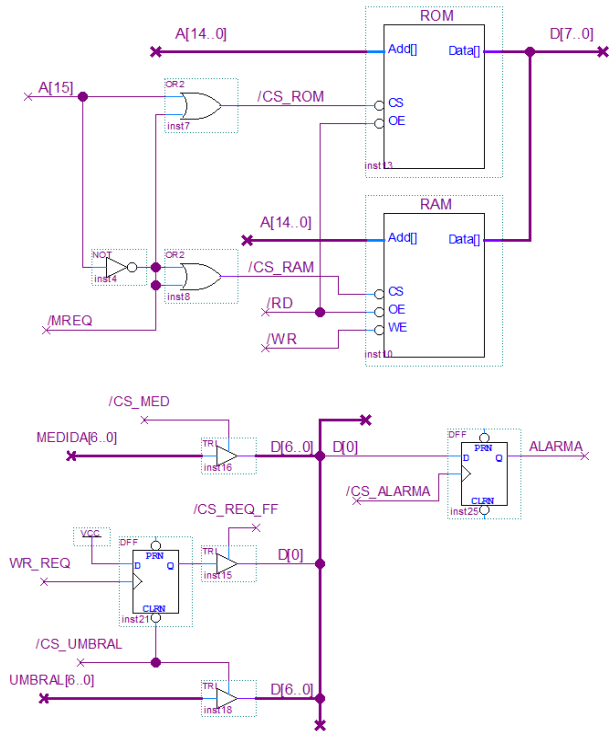 ROM
A[14..0]
D[7..0]
Add[]
Data[]
OR2
A[15]
/CS_ROM
CS
OE
inst7
inst13
RAM
A[14..0]
Add[]
Data[]
NOT
OR2
inst4
inst8
/CS_RAM
CS
/RD
OE
/MREQ
WE
/WR
inst10
/CS_MED
MEDIDA[6..0]
TRI
D[6..0]
D[0]
inst16
DFF
PRN
D
Q
ALARMA
/CS_ALARMA
CLRN
inst25
/CS_REQ_FF
VCC
DFF
PRN
TRI
D[0]
WR_REQ
D
Q
inst15
CLRN
inst21
/CS_UMBRAL
UMBRAL[6..0]
TRI
D[6..0]
inst18